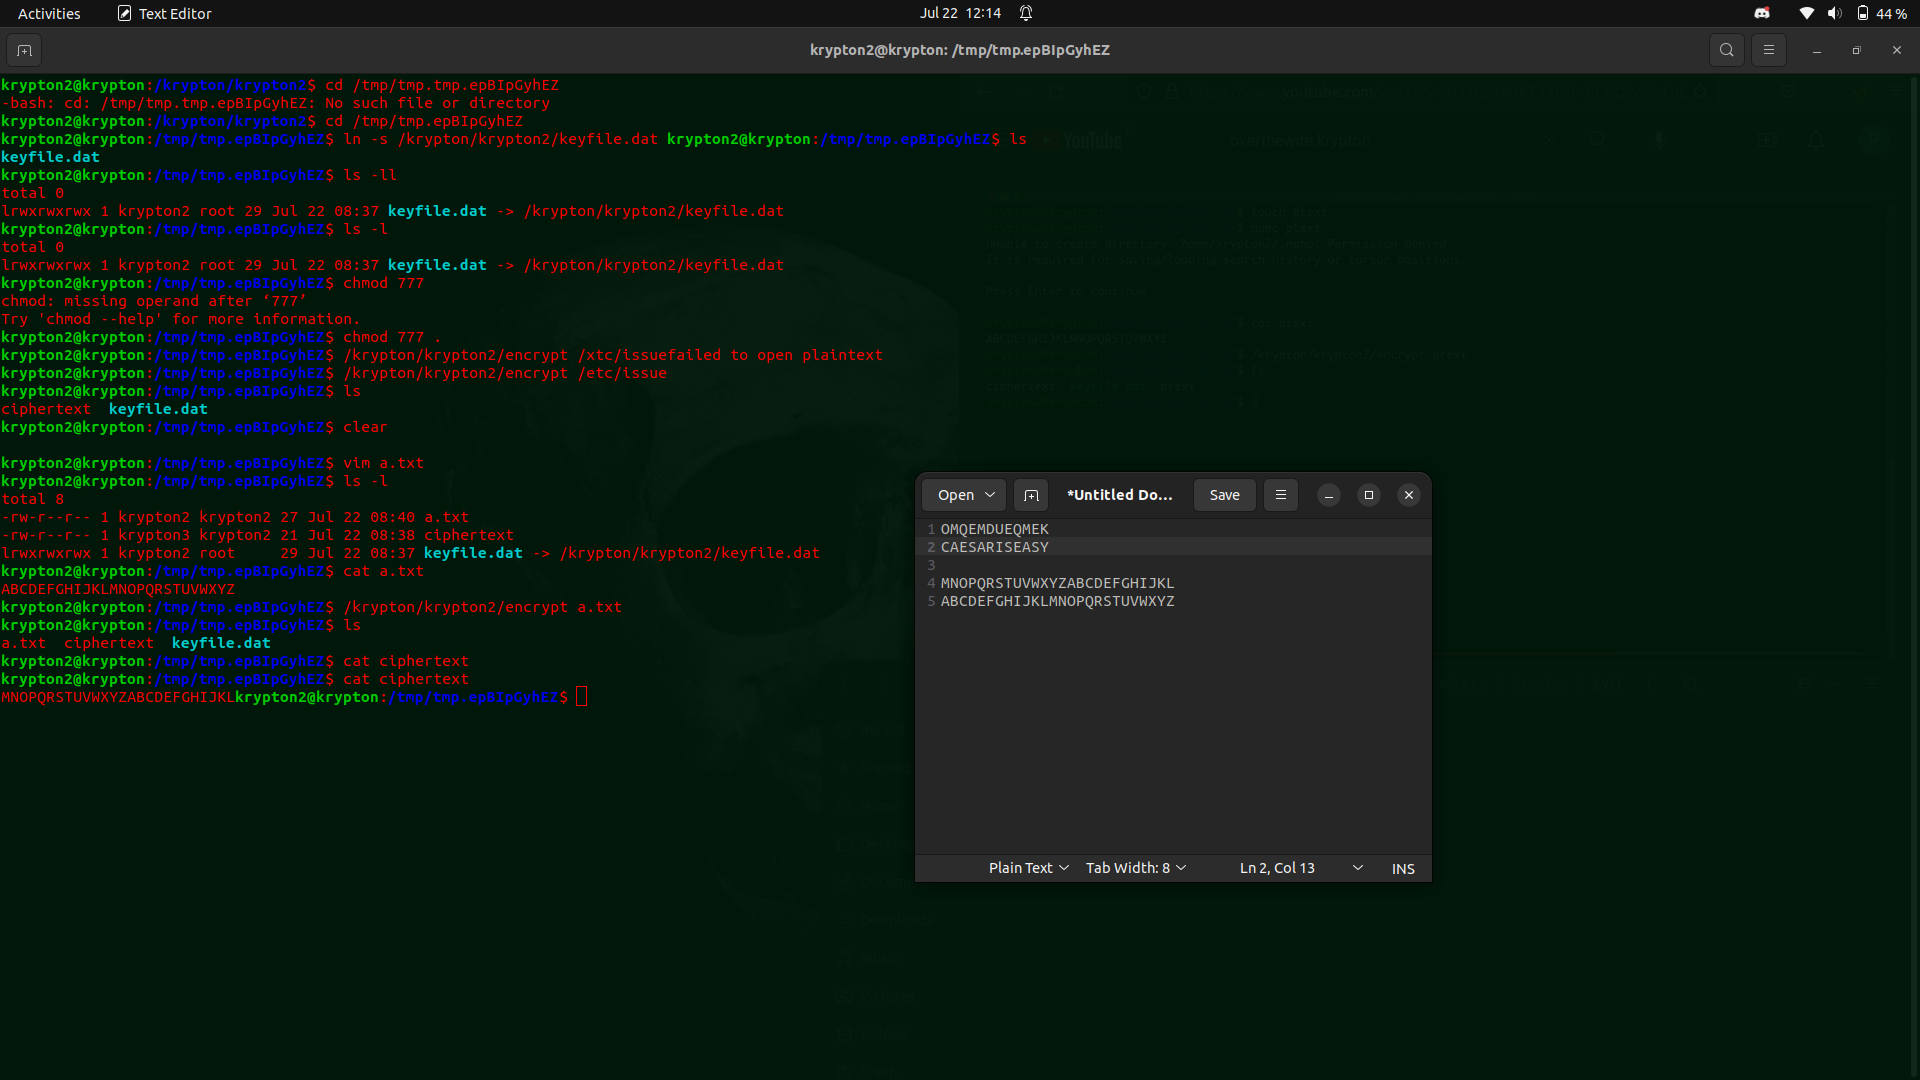 Activities Text Editor Jul 22 12:14 44 %
krypton2@krypton: /tmp/tmp.epBIpGyhEZ
krypton2@krypton:/krypton/krypton2$ cd /tmp/tmp.tmp.epBIpGyhEZ
-bash: cd: /tmp/tmp.tmp.epBIpGyhEZ: No such file or directory
krypton2@krypton:/krypton/krypton2$ cd /tmp/tmp.epBIpGyhEZ
krypton2@krypton:/tmp/tmp.epBIpGyhEZ$ ln -s /krypton/krypton2/keyfile.dat krypton2@krypton:/tmp/tmp.epBIpGyhEZ$ ls
keyfile.dat
krypton2@krypton:/tmp/tmp.epBIpGyhEZ$ ls -ll
total 0
lrwxrwxrwx 1 krypton2 root 29 Jul 22 08:37 keyfile.dat -> /krypton/krypton2/keyfile.dat
krypton2@krypton:/tmp/tmp.epBIpGyhEZ$ ls -l
total 0
lrwxrwxrwx 1 krypton2 root 29 Jul 22 08:37 keyfile.dat -> /krypton/krypton2/keyfile.dat
krypton2@krypton:/tmp/tmp.epBIpGyhEZ$ chmod 777
chmod: missing operand after ‘777’
Try 'chmod --help' for more information.
krypton2@krypton:/tmp/tmp.epBIpGyhEZ$ chmod 777 .
krypton2@krypton:/tmp/tmp.epBIpGyhEZ$ /krypton/krypton2/encrypt /xtc/issuefailed to open plaintext
krypton2@krypton:/tmp/tmp.epBIpGyhEZ$ /krypton/krypton2/encrypt /etc/issue
krypton2@krypton:/tmp/tmp.epBIpGyhEZ$ ls
ciphertext keyfile.dat
krypton2@krypton:/tmp/tmp.epBIpGyhEZ$ clear
krypton2@krypton:/tmp/tmp.epBIpGyhEZ$ vim a.txt
krypton2@krypton:/tmp/tmp.epBIpGyhEZ$ ls -l
total 8
-rw-r--r-- 1 krypton2 krypton2 27 Jul 22 08:40 a.txt
-rw-r--r-- 1 krypton3 krypton2 21 Jul 22 08:38 ciphertext
lrwxrwxrwx 1 krypton2 root 29 Jul 22 08:37 keyfile.dat -> /krypton/krypton2/keyfile.dat
krypton2@krypton:/tmp/tmp.epBIpGyhEZ$ cat a.txt
ABCDEFGHIJKLMNOPQRSTUVWXYZ
krypton2@krypton:/tmp/tmp.epBIpGyhEZ$ /krypton/krypton2/encrypt a.txt
krypton2@krypton:/tmp/tmp.epBIpGyhEZ$ ls
a.txt ciphertext keyfile.dat
krypton2@krypton:/tmp/tmp.epBIpGyhEZ$ cat ciphertext
krypton2@krypton:/tmp/tmp.epBIpGyhEZ$ cat ciphertext
MNOPQRSTUVWXYZABCDEFGHIJKLkrypton2@krypton:/tmp/tmp.epBIpGyhEZ$
YouTube overthewire krypton
Open *Untitled Do... Save
1 OMQEMDUEQMEK
2 CAESARISEASY
3
4 MNOPQRSTUVWXYZABCDEFGHIJKL
5 ABCDEFGHIJKLMNOPQRSTUVWXYZ
Plain Text Tab Width: 8 Ln 2, Col 13 INS